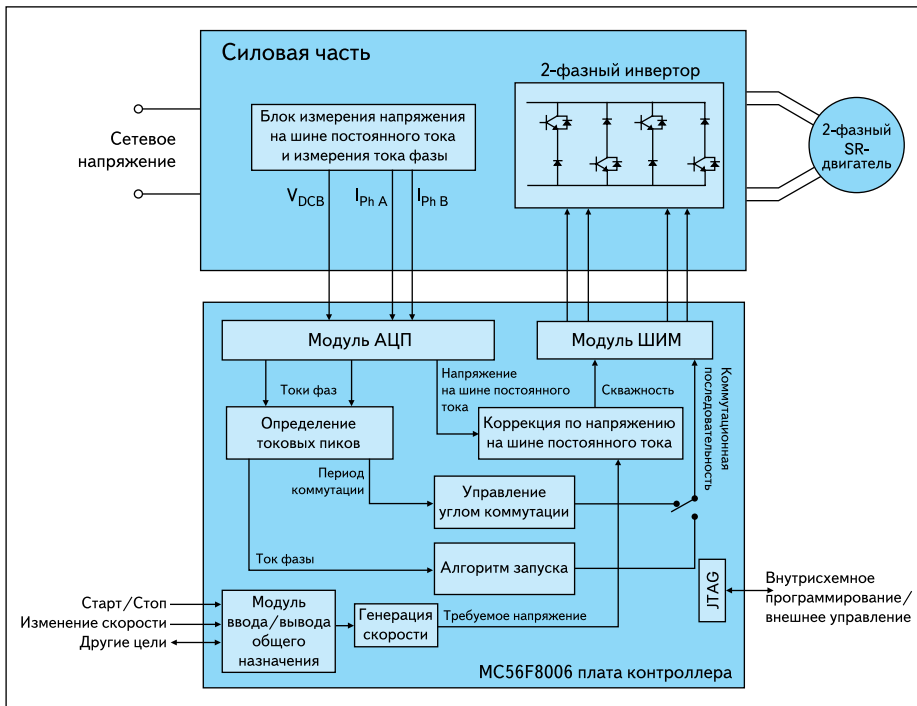 Силовая часть
2-фазный инвертор
Блок измерения напряжения
на шине постоянного тока
и измерения тока фазы
Сетевое
напряжение
2-фазный
SR-
двигатель
V_DCB
I_Ph A
I_Ph B
Модуль АЦП
Модуль ШИМ
Токи фаз
Напряжение
на шине постоянного
тока
Скважность
Коммутационная
последовательность
Определение
токовых пиков
Коррекция по напряжению
на шине постоянного тока
Период
коммутации
Управление
углом коммутации
Ток фазы
Алгоритм запуска
JTAG
Внутрисхемное
программирование/
внешнее управление
Старт/Стоп
Изменение скорости
Другие цели
Модуль
ввода/вывода
общего
назначения
Генерация
скорости
Требуемое напряжение
MC56F8006 плата контроллера